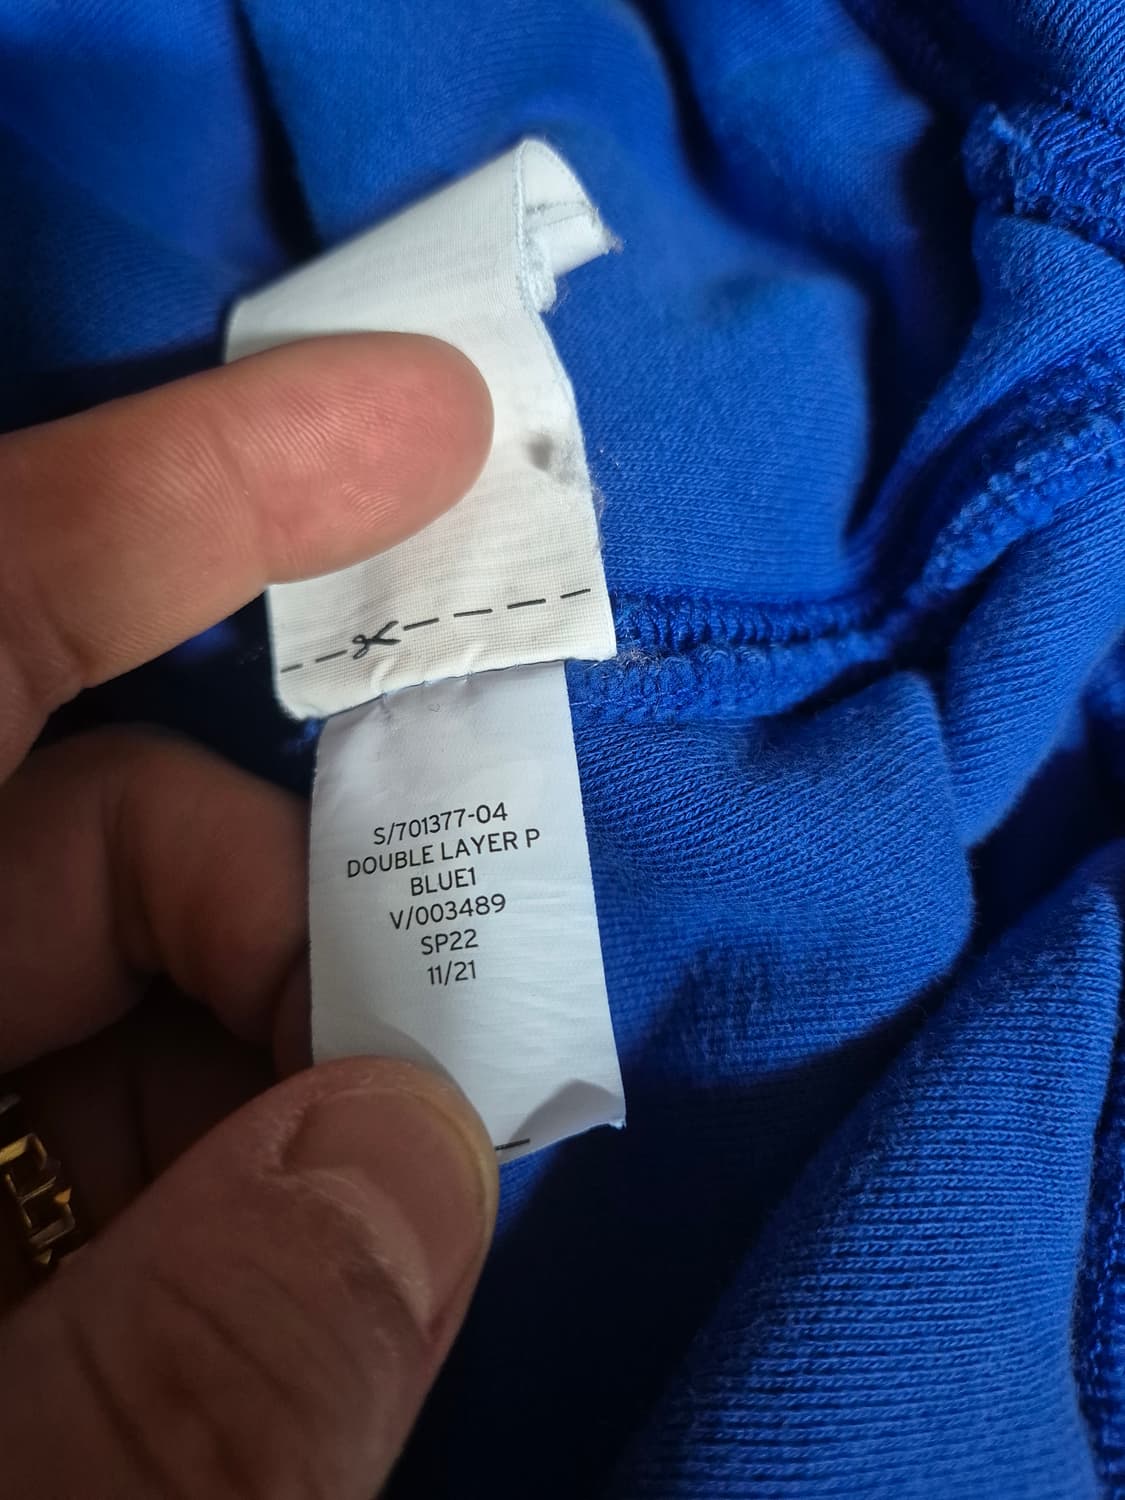 S/701377-04
DOUBLE LAYER P
BLUE1
V/003489
SP22
11/21